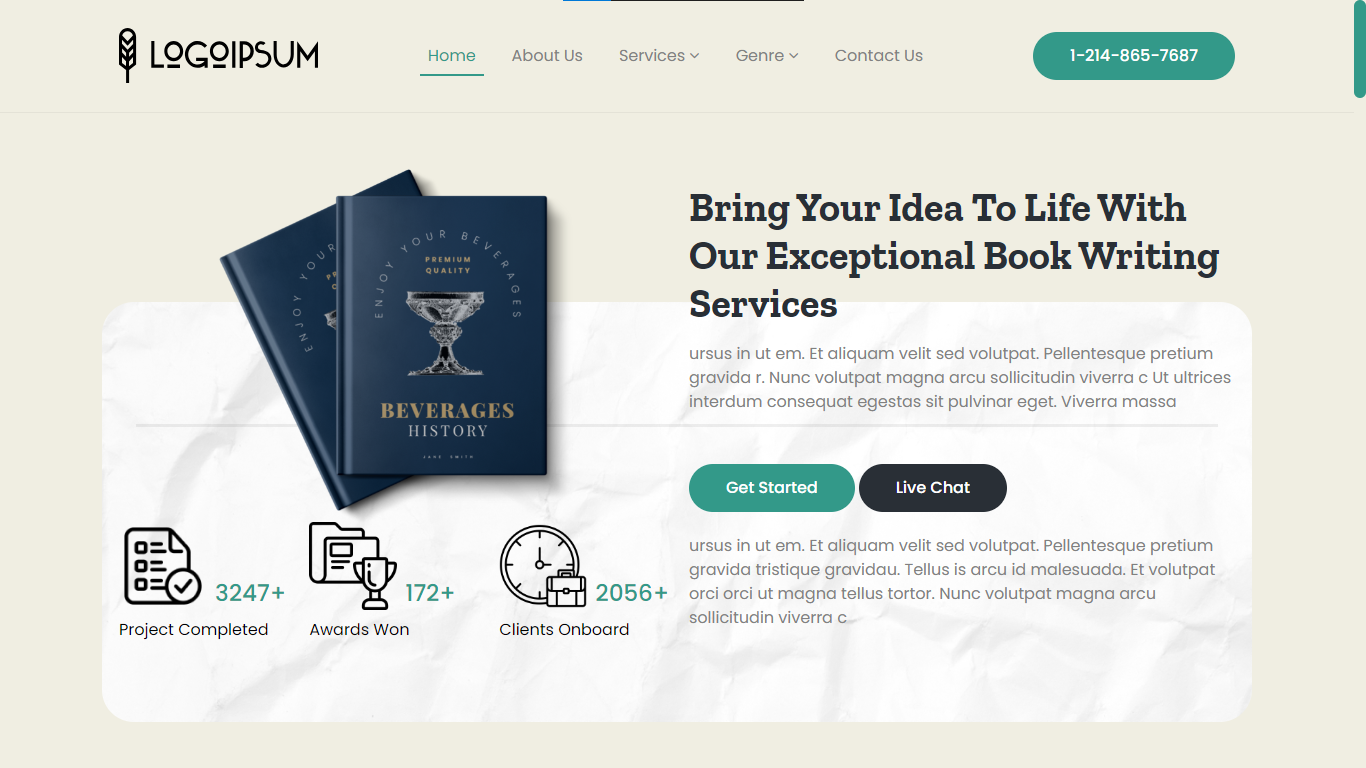 LOGOIPSUM
Home
About Us
Services
Genre
Contact Us
1-214-865-7687
ENJOY YOUR
ENJOY YOUR BEVERAGES
PREMIUM
QUALITY
BEVERAGES
HISTORY
JANE SMITH
Bring Your Idea To Life With
Our Exceptional Book Writing
Services
ursus in ut em. Et aliquam velit sed volutpat. Pellentesque pretium
gravida r. Nunc volutpat magna arcu sollicitudin viverra c Ut ultrices
interdum consequat egestas sit pulvinar eget. Viverra massa
Get Started
Live Chat
ursus in ut em. Et aliquam velit sed volutpat. Pellentesque pretium
gravida tristique gravidau. Tellus is arcu id malesuada. Et volutpat
orci orci ut magna tellus tortor. Nunc volutpat magna arcu
sollicitudin viverra c
3247+
Project Completed
172+
Awards Won
2056+
Clients Onboard